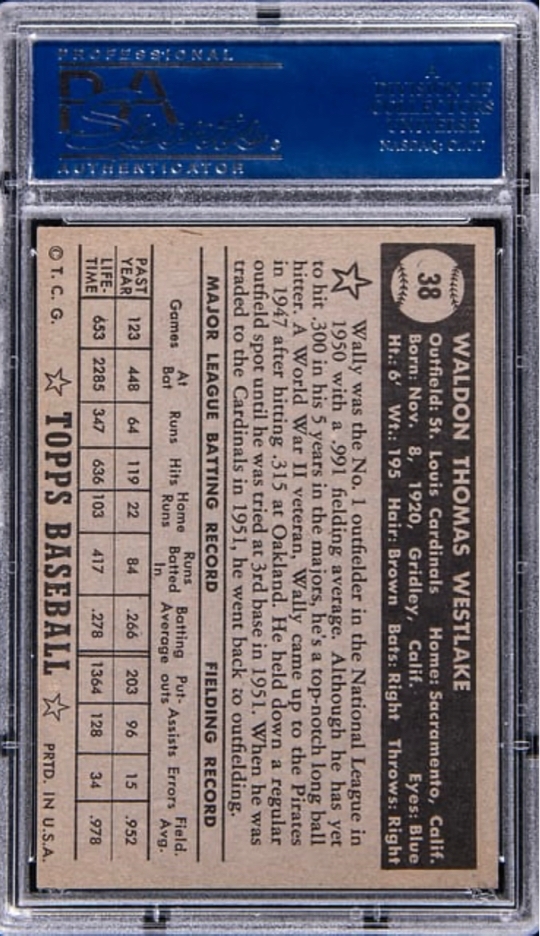 PROFESSIONAL
PSA
Sports
AUTHENTICATOR
A
DIVISION OF
COLLECTORS
UNIVERSE
NASDAQ: CLCT
38
WALDON THOMAS WESTLAKE
Outfield: St. Louis Cardinals Home: Sacramento, Calif.
Born: Nov. 8, 1920, Gridley, Calif. Eyes: Blue
Ht.: 6' Wt.: 195 Hair: Brown Bats: Right Throws: Right
Wally was the No. 1 outfielder in the National League in
1950 with a .991 fielding average. Although he has yet
to hit .300 in his 5 years in the majors, he's a top-notch long ball
hitter. A World War II veteran, Wally came up to the Pirates
in 1947 after hitting .315 at Oakland. He held down a regular
outfield spot until he was tried at 3rd base in 1951. When he was
traded to the Cardinals in 1951, he went back to outfielding.
MAJOR LEAGUE BATTING RECORD FIELDING RECORD
Games At Bat Runs Hits Home Runs Runs Batted In Batting Average Put-outs Assists Errors Field. Avg.
PAST YEAR 123 448 64 119 22 84 .266 203 96 15 .952
LIFE-TIME 653 2285 347 636 103 417 .278 1364 128 34 .978
© T. C. G. ☆ TOPPS BASEBALL ☆ PRTD. IN U.S.A.